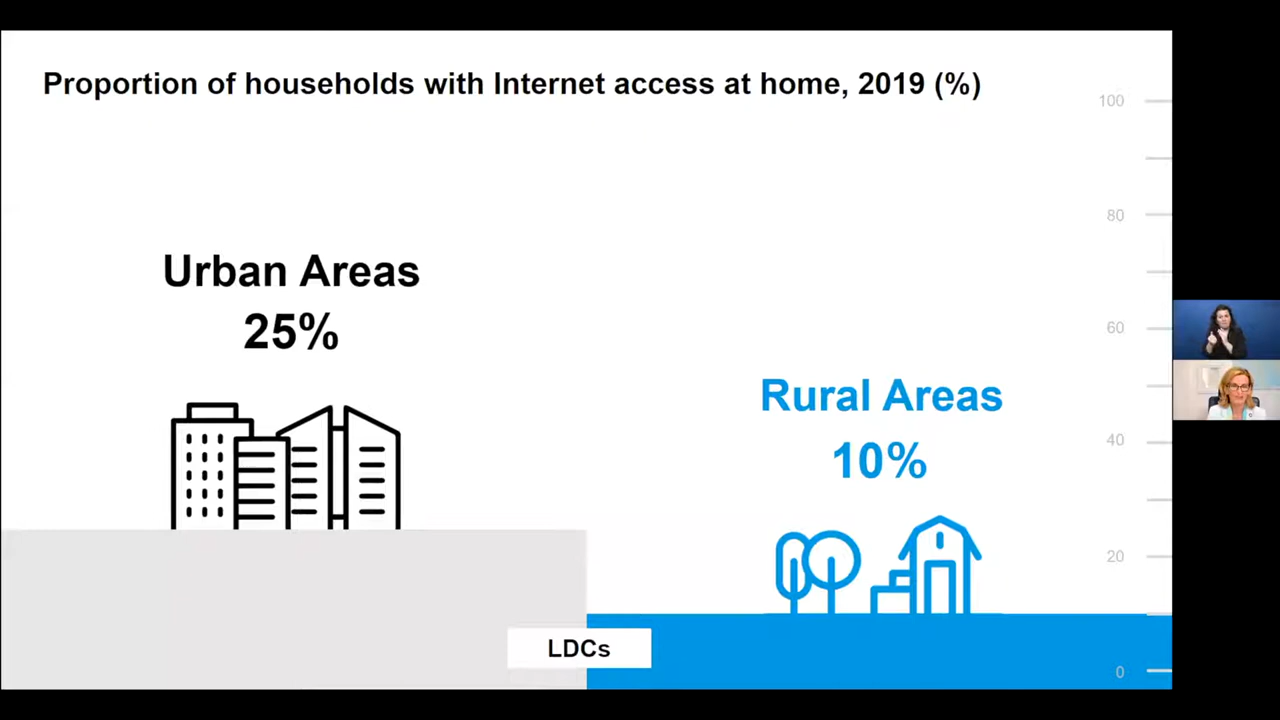 Proportion of households with Internet access at home, 2019 (%)
100
80
Urban Areas
25%
60
Rural Areas
10%
40
20
LDCs
0